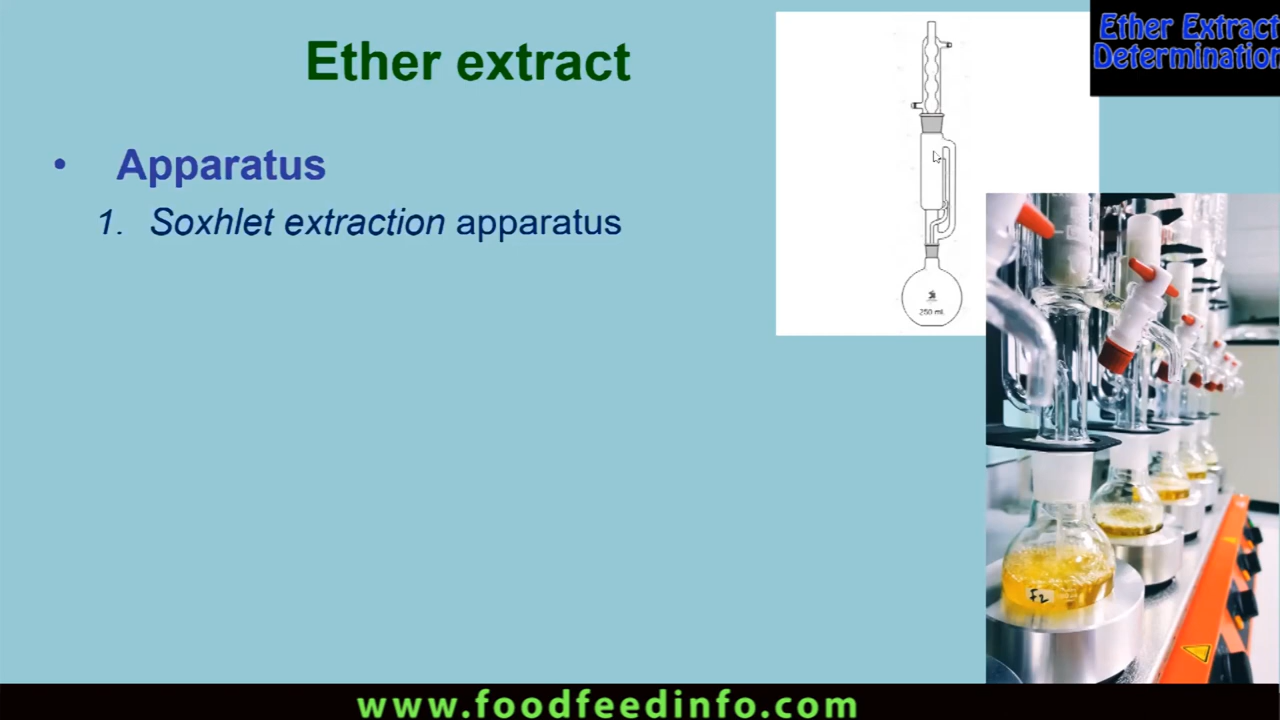 Ether extract
Ether Extract
Determination
• Apparatus
1. Soxhlet extraction apparatus
250 ml.
F2
www.foodfeedinfo.com